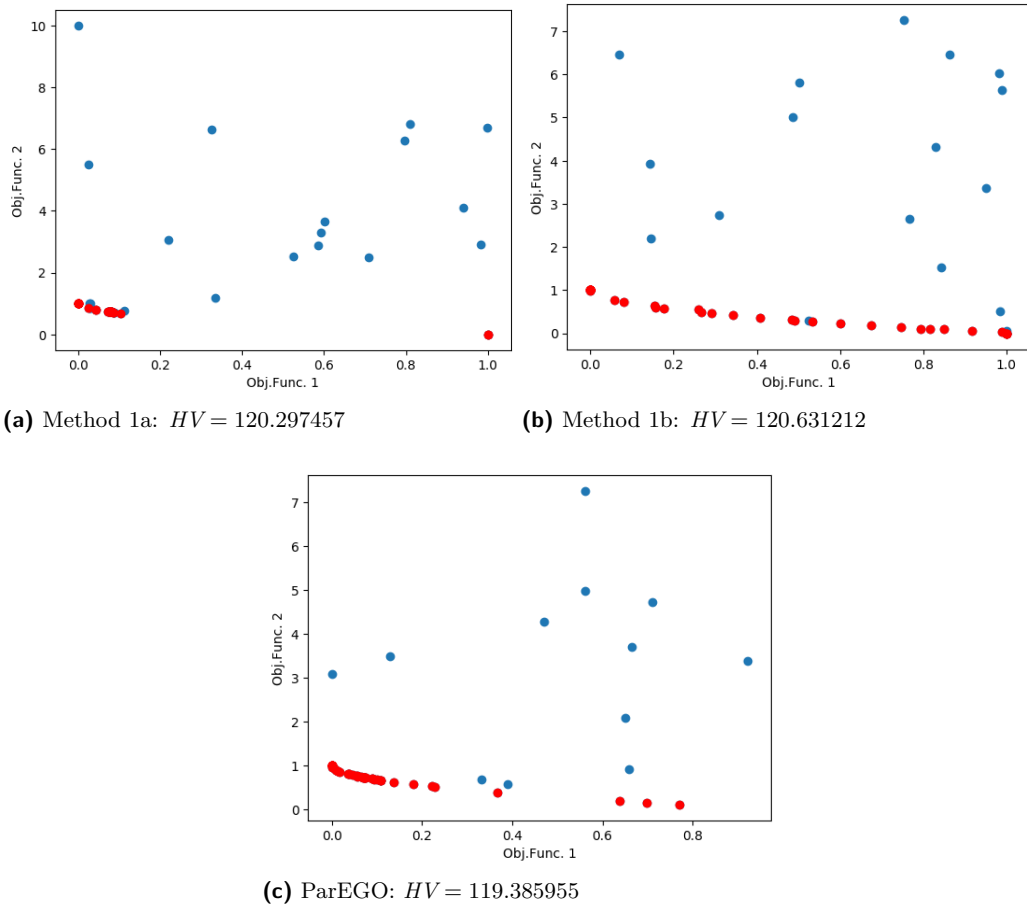 10
8
6
4
2
0
Obj.Func. 2
0.0 0.2 0.4 0.6 0.8 1.0
Obj.Func. 1
(a) Method 1a: HV = 120.297457
7
6
5
4
3
2
1
0
Obj.Func. 2
0.0 0.2 0.4 0.6 0.8 1.0
Obj.Func. 1
(b) Method 1b: HV = 120.631212
7
6
5
4
3
2
1
0
Obj.Func. 2
0.0 0.2 0.4 0.6 0.8
Obj.Func. 1
(c) ParEGO: HV = 119.385955